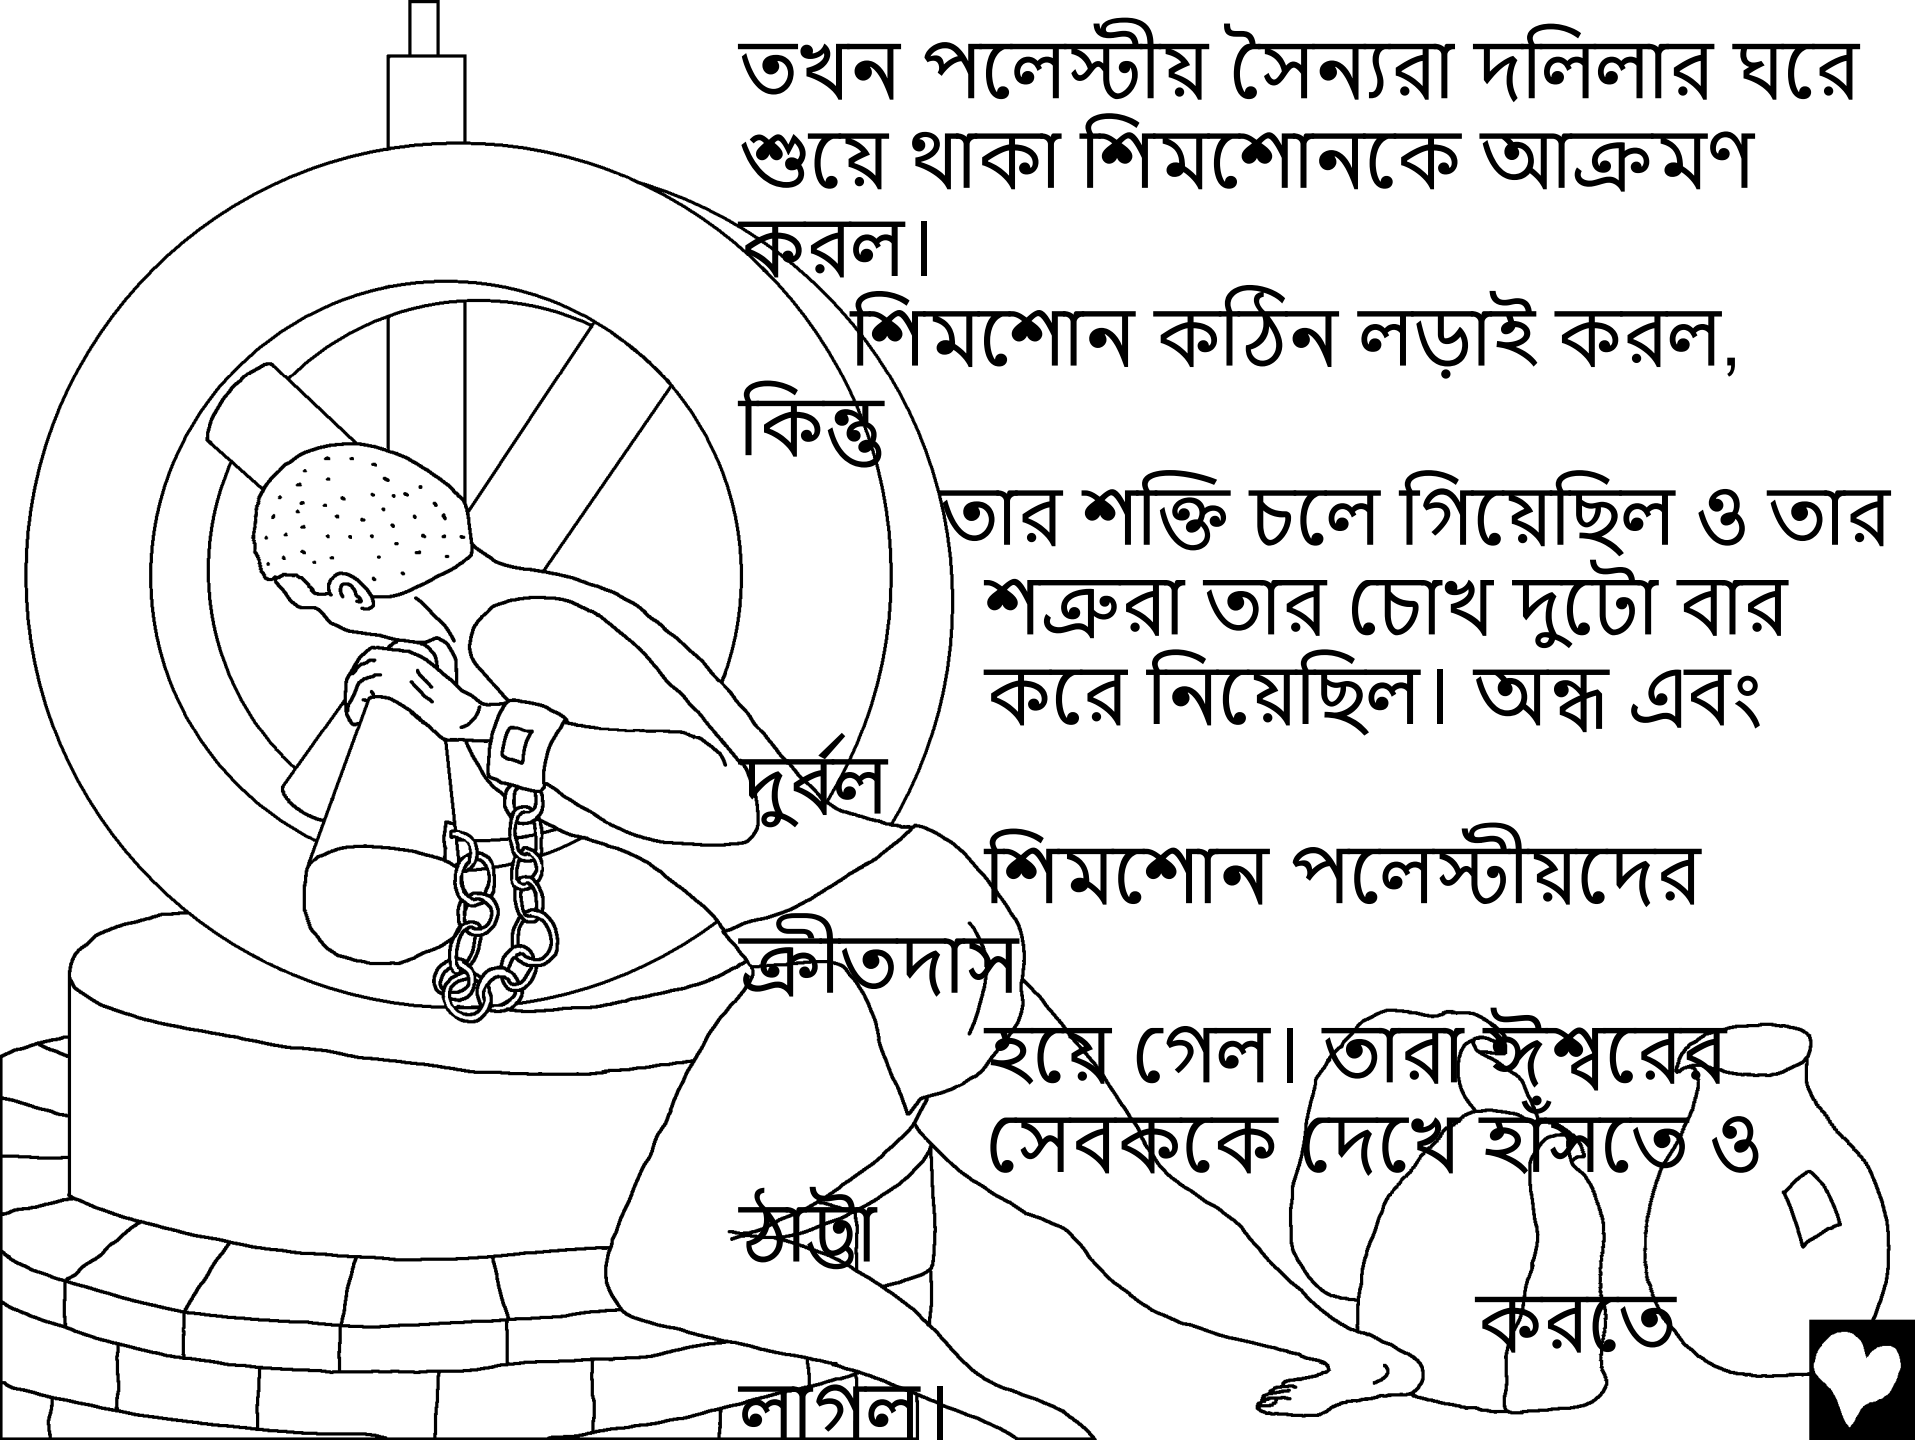 তখন পলেস্টীয় সৈন্যরা দলিলার ঘরে
শুয়ে থাকা শিমশোনকে আক্রমণ
করল।
শিমশোন কঠিন লড়াই করল,
কিন্তু
তার শক্তি চলে গিয়েছিল ও তার
শত্রুরা তার চোখ দুটো বার
করে নিয়েছিল। অন্ধ এবং
দুর্বল
শিমশোন পলেস্টীয়দের
ক্রীতদাস
হয়ে গেল। তারা ঈশ্বরের
সেবককে দেখে হাঁসতে ও
ঠাট্টা
করতে
লাগল।